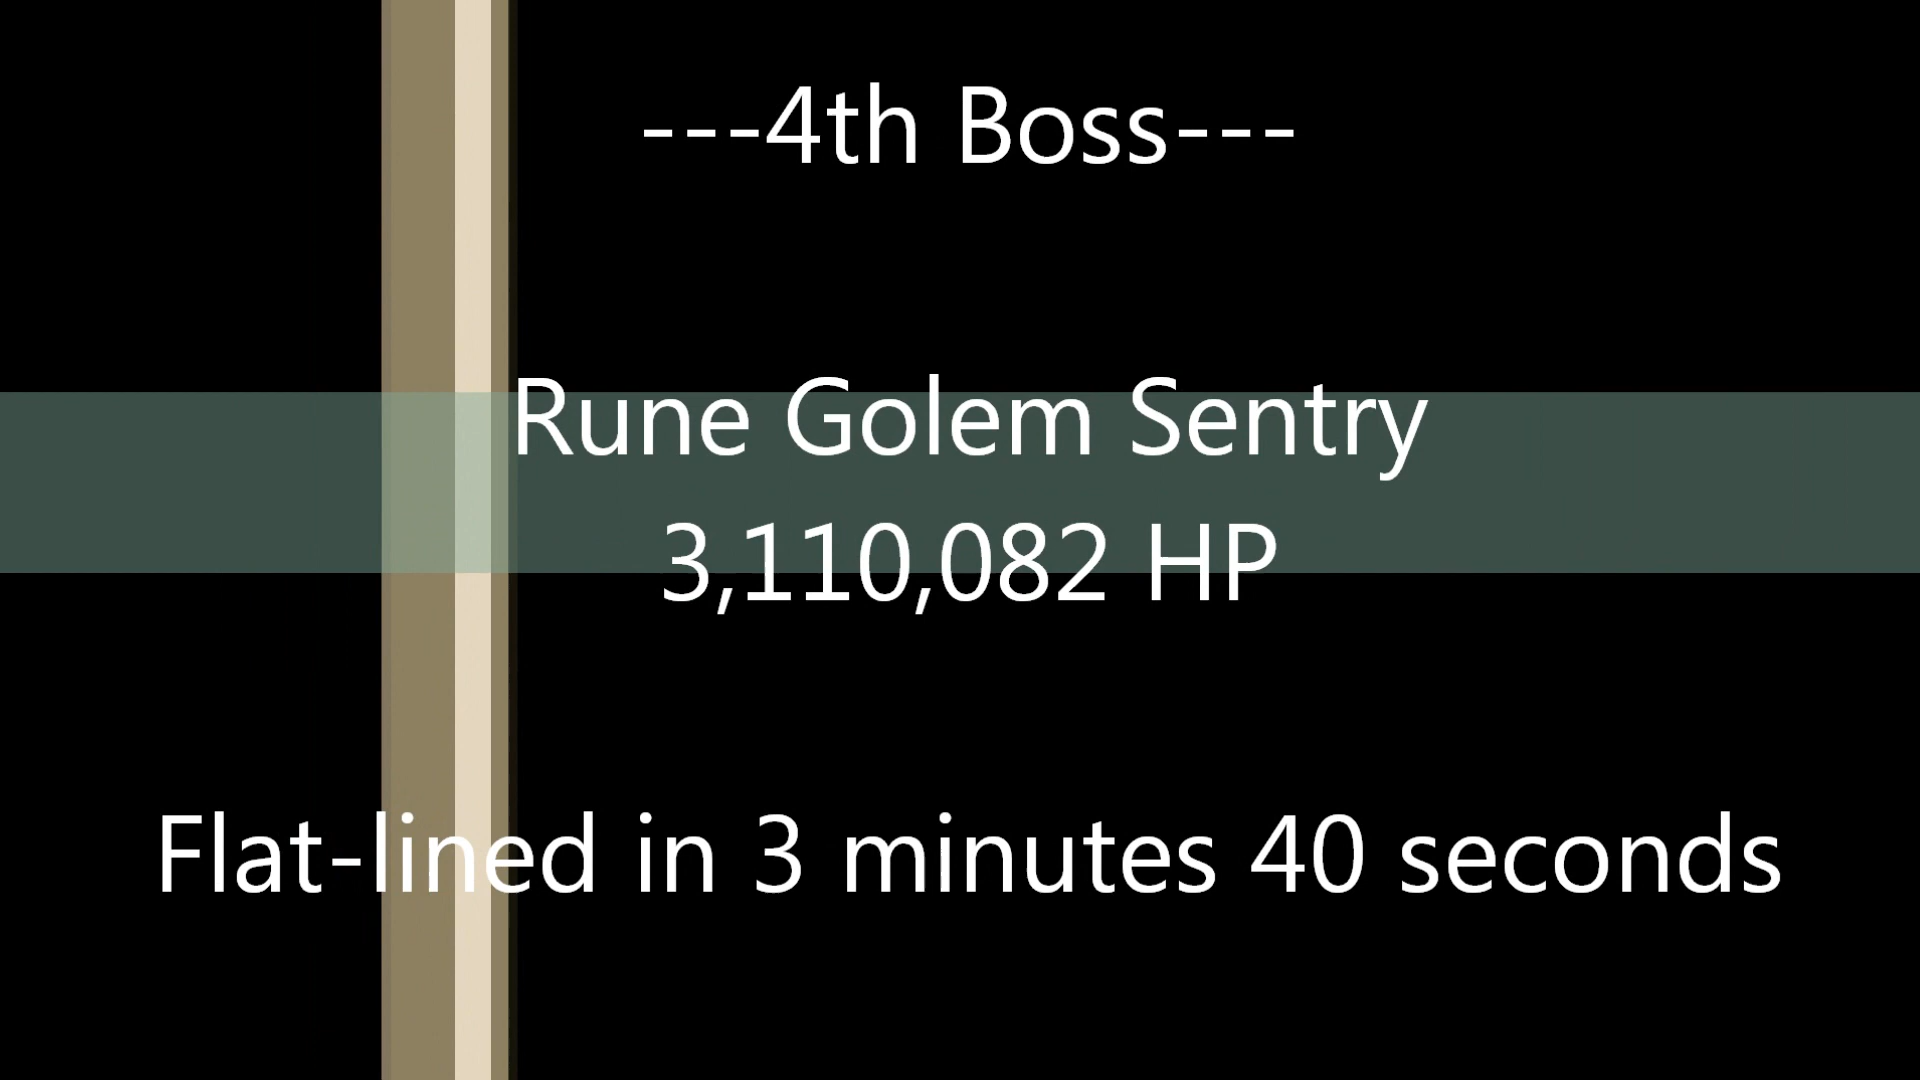 ---4th Boss---
Rune Golem Sentry
3,110,082 HP
Flat-lined in 3 minutes 40 seconds